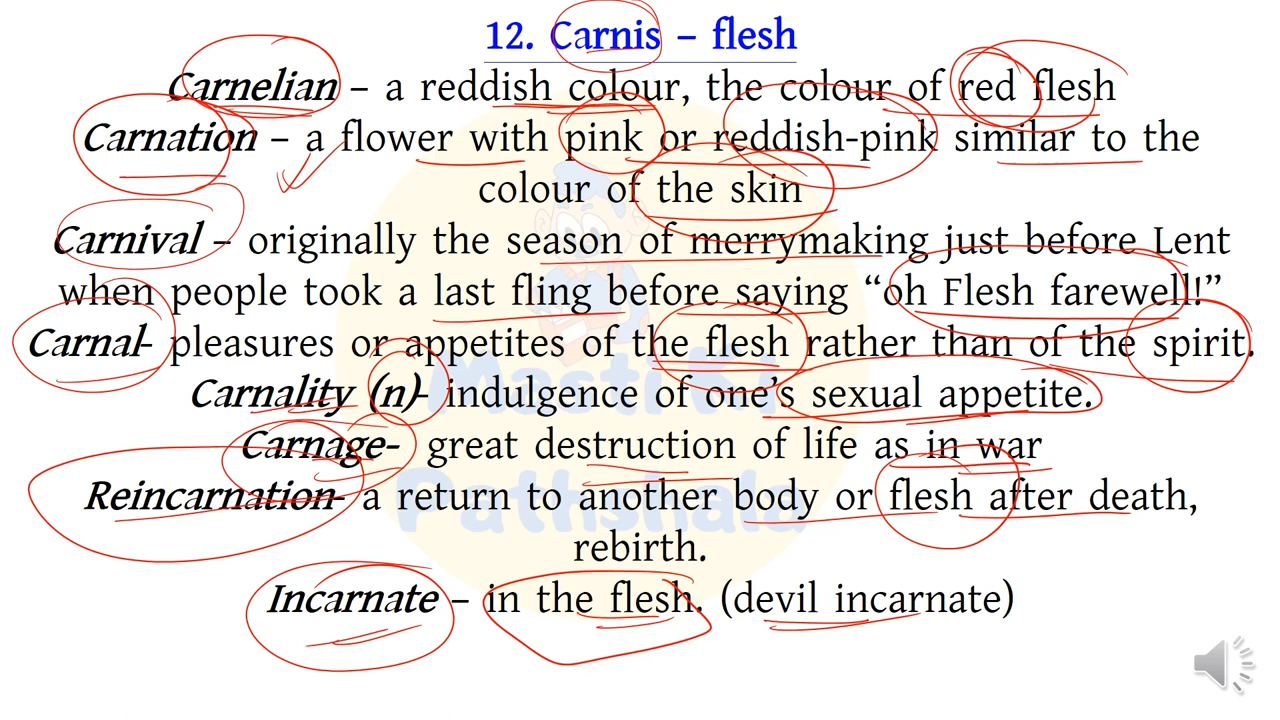 12. Carnis – flesh
Carnelian – a reddish colour, the colour of red flesh
Carnation – a flower with pink or reddish-pink similar to the
colour of the skin
Carnival – originally the season of merrymaking just before Lent
when people took a last fling before saying “oh Flesh farewell!”
Carnal- pleasures or appetites of the flesh rather than of the spirit.
Carnality (n)- indulgence of one’s sexual appetite.
Carnage- great destruction of life as in war
Reincarnation- a return to another body or flesh after death,
rebirth.
Incarnate – in the flesh. (devil incarnate)
Masti Ki
Pathshala